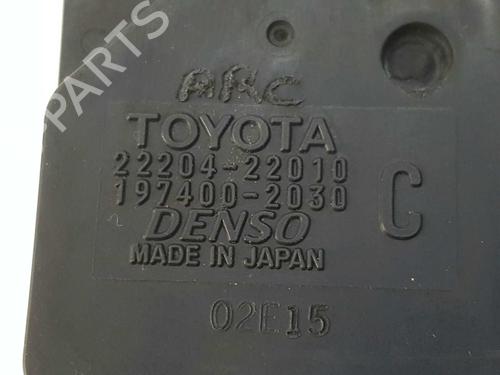 PARTS
ARC
TOYOTA
22204-22010
197400-2030
C
DENSO
MADE IN JAPAN
02E15